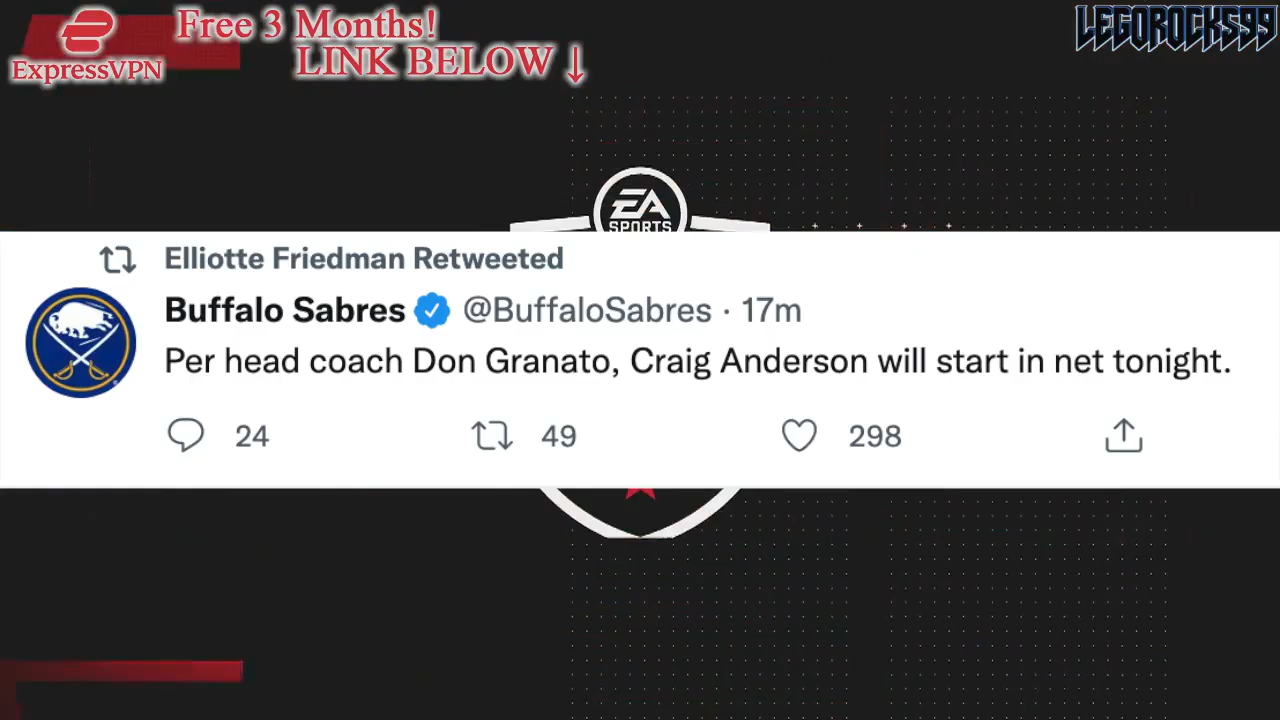 Free 3 Months!
LINK BELOW ↓
ExpressVPN
LEGOROCKS99
EA
SPORTS
Elliotte Friedman Retweeted
Buffalo Sabres @BuffaloSabres · 17m
Per head coach Don Granato, Craig Anderson will start in net tonight.
24 49 298